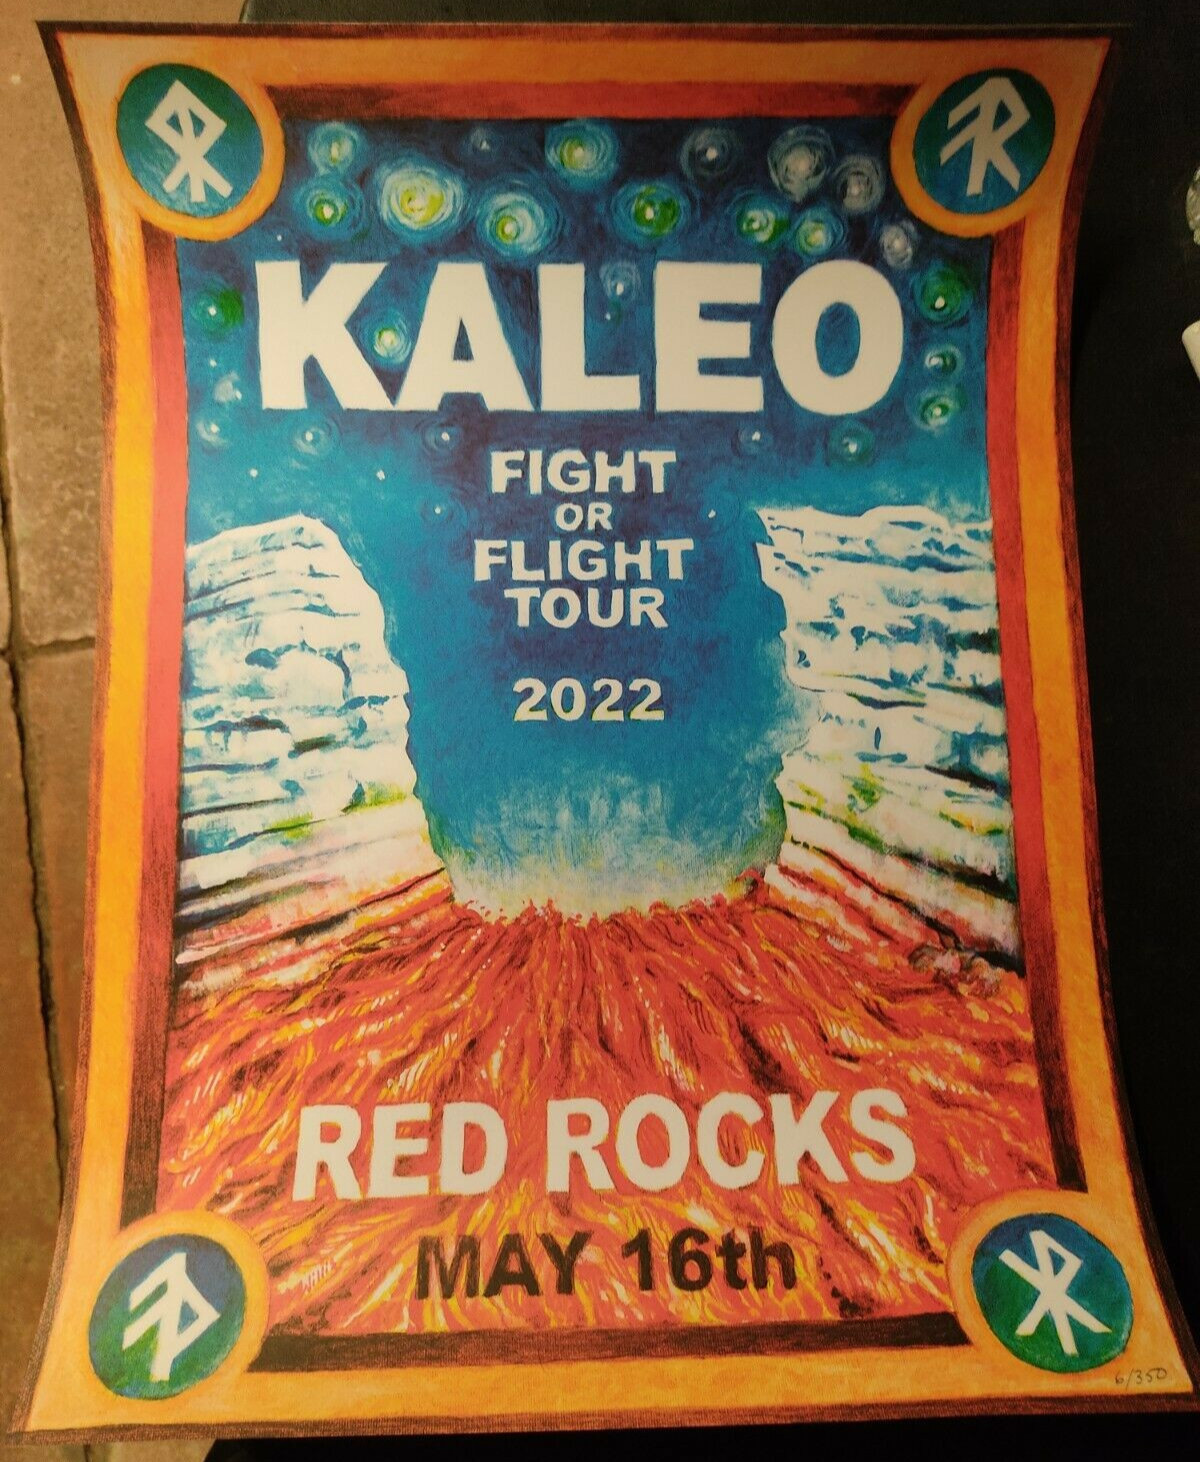 KALEO
FIGHT
OR
FLIGHT
TOUR
2022
RED ROCKS
MAY 16th
6/350